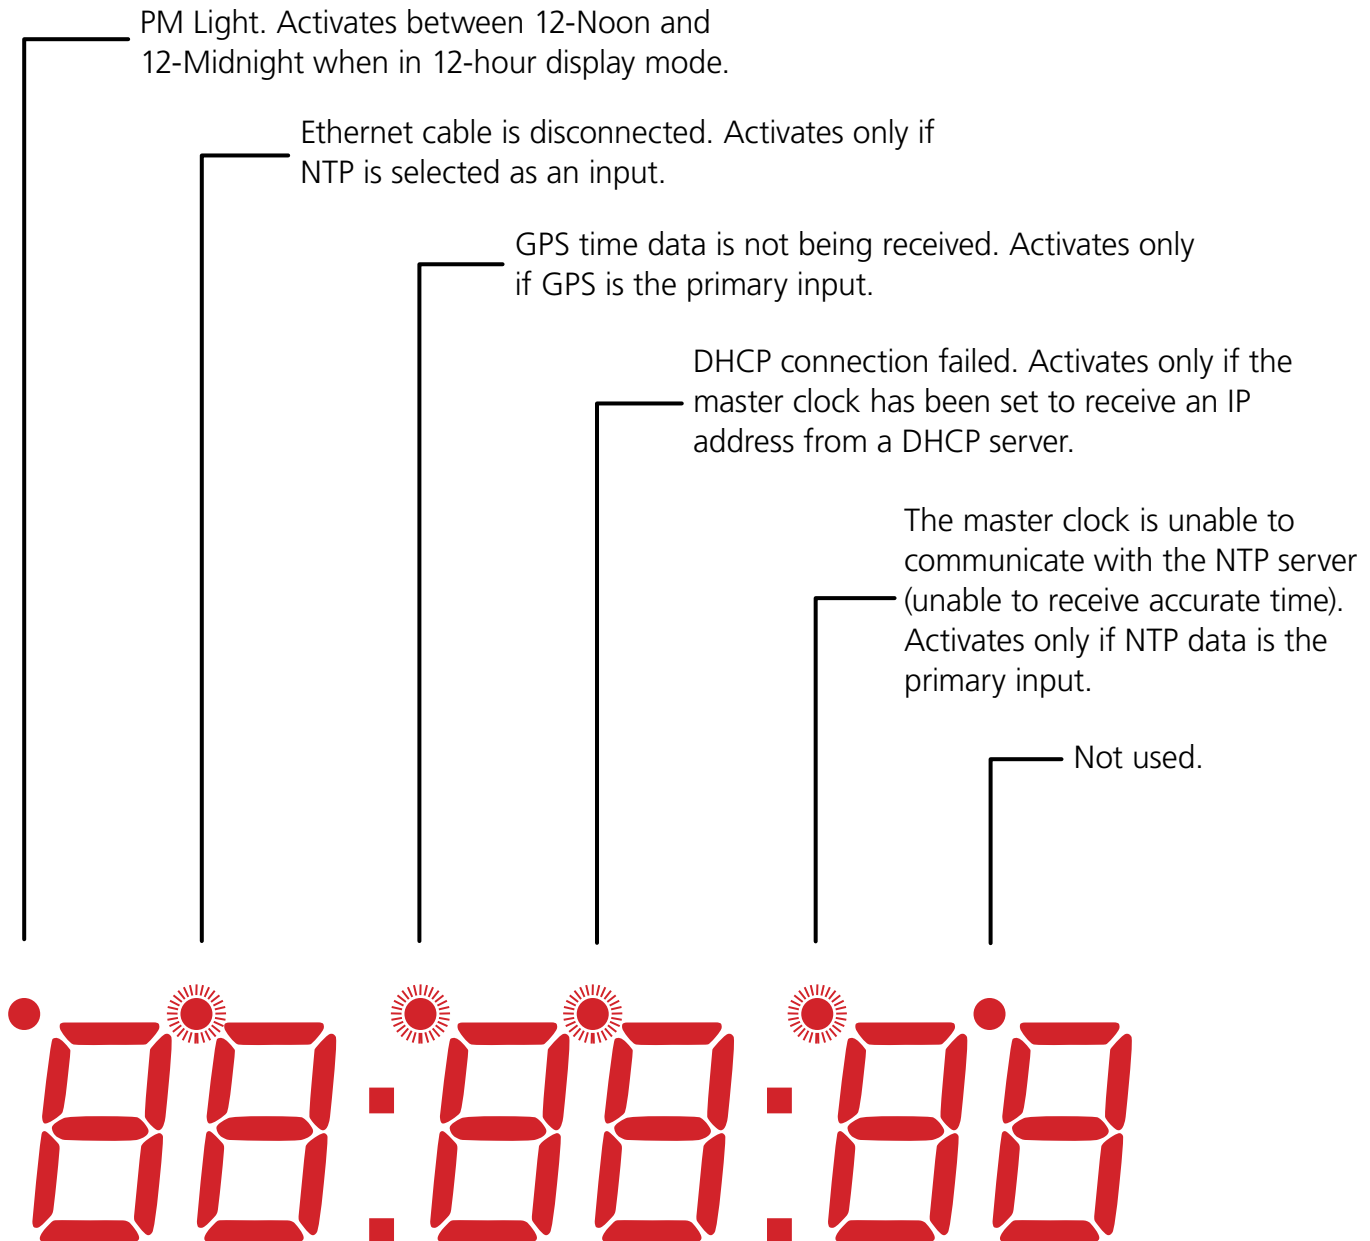 PM Light. Activates between 12-Noon and
12-Midnight when in 12-hour display mode.
Ethernet cable is disconnected. Activates only if
NTP is selected as an input.
GPS time data is not being received. Activates only
if GPS is the primary input.
DHCP connection failed. Activates only if the
master clock has been set to receive an IP
address from a DHCP server.
The master clock is unable to
communicate with the NTP server
(unable to receive accurate time).
Activates only if NTP data is the
primary input.
Not used.
88:88:88